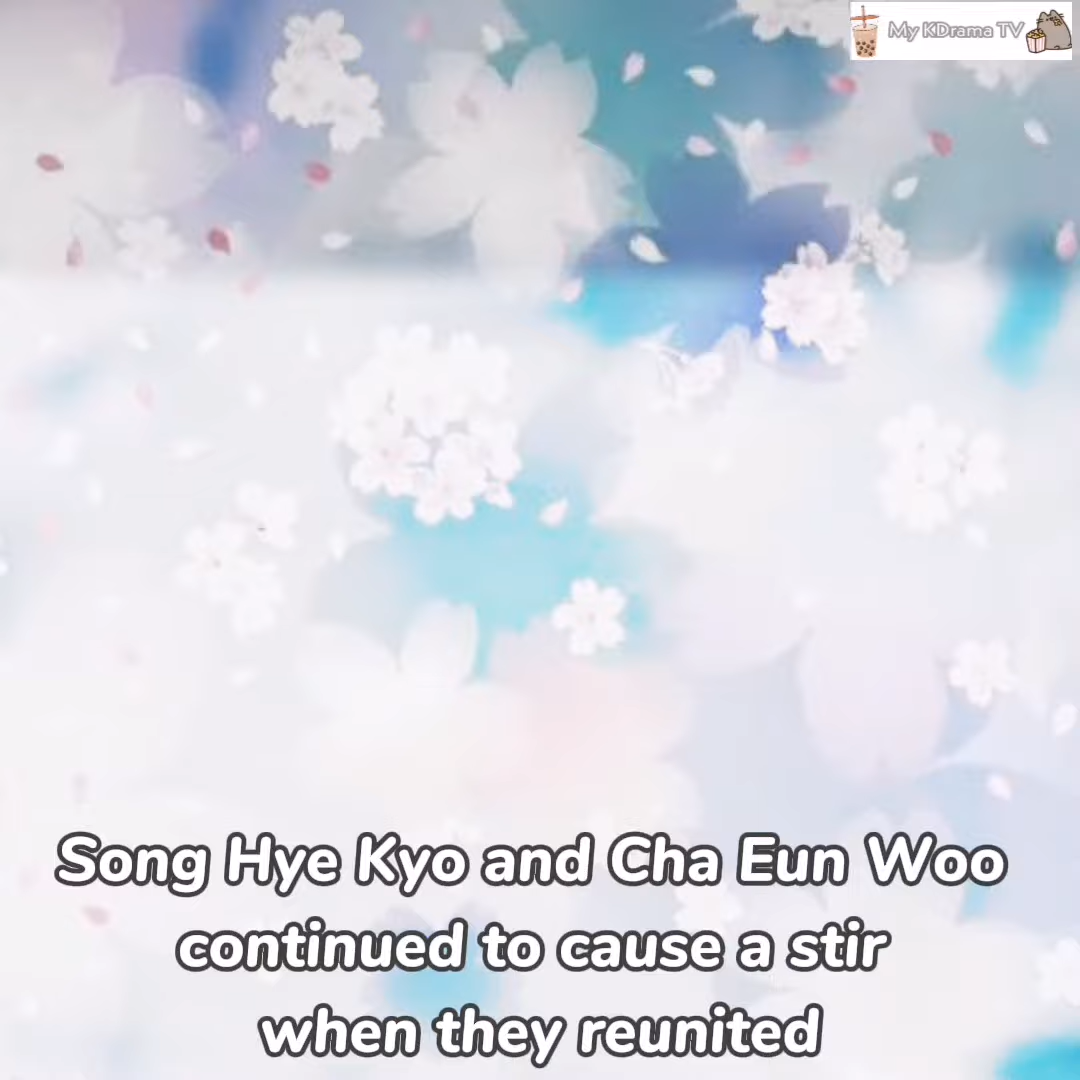 My KDrama TV
Song Hye Kyo and Cha Eun Woo
continued to cause a stir
when they reunited